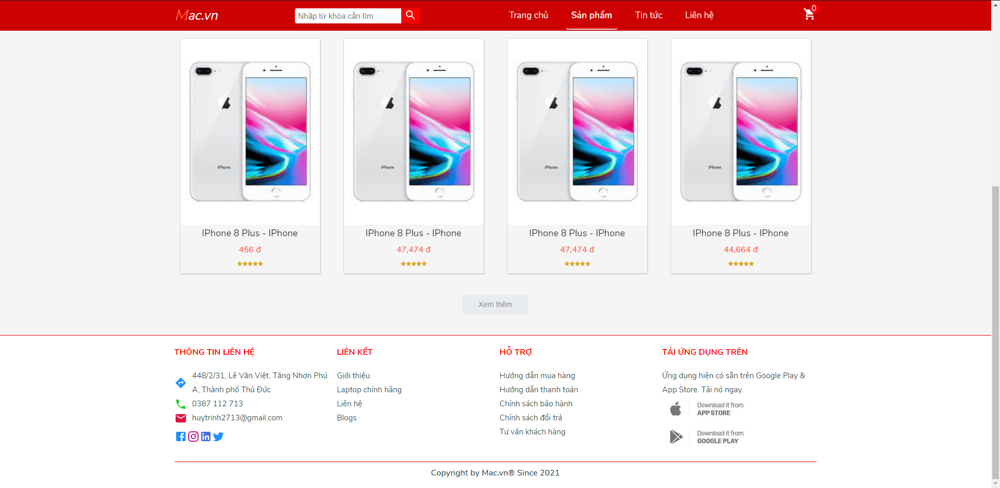 Mac.vn
Nhập từ khóa cần tìm
Trang chủ
Sản phẩm
Tin tức
Liên hệ
0
IPhone
IPhone
IPhone
IPhone
IPhone 8 Plus - IPhone
456 đ
IPhone 8 Plus - IPhone
47,474 đ
IPhone 8 Plus - IPhone
47,474 đ
IPhone 8 Plus - IPhone
44,664 đ
Xem thêm
THÔNG TIN LIÊN HỆ
448/2/31, Lê Văn Việt, Tăng Nhơn Phú
A, Thành phố Thủ Đức
0387 112 713
huytrinh2713@gmail.com
LIÊN KẾT
Giới thiệu
Laptop chính hãng
Liên hệ
Blogs
HỖ TRỢ
Hướng dẫn mua hàng
Hướng dẫn thanh toán
Chính sách bảo hành
Chính sách đổi trả
Tư vấn khách hàng
TẢI ỨNG DỤNG TRÊN
Ứng dụng hiện có sẵn trên Google Play &
App Store. Tải nó ngay.
Download it from
APP STORE
Download it from
GOOGLE PLAY
Copyright by Mac.vn® Since 2021